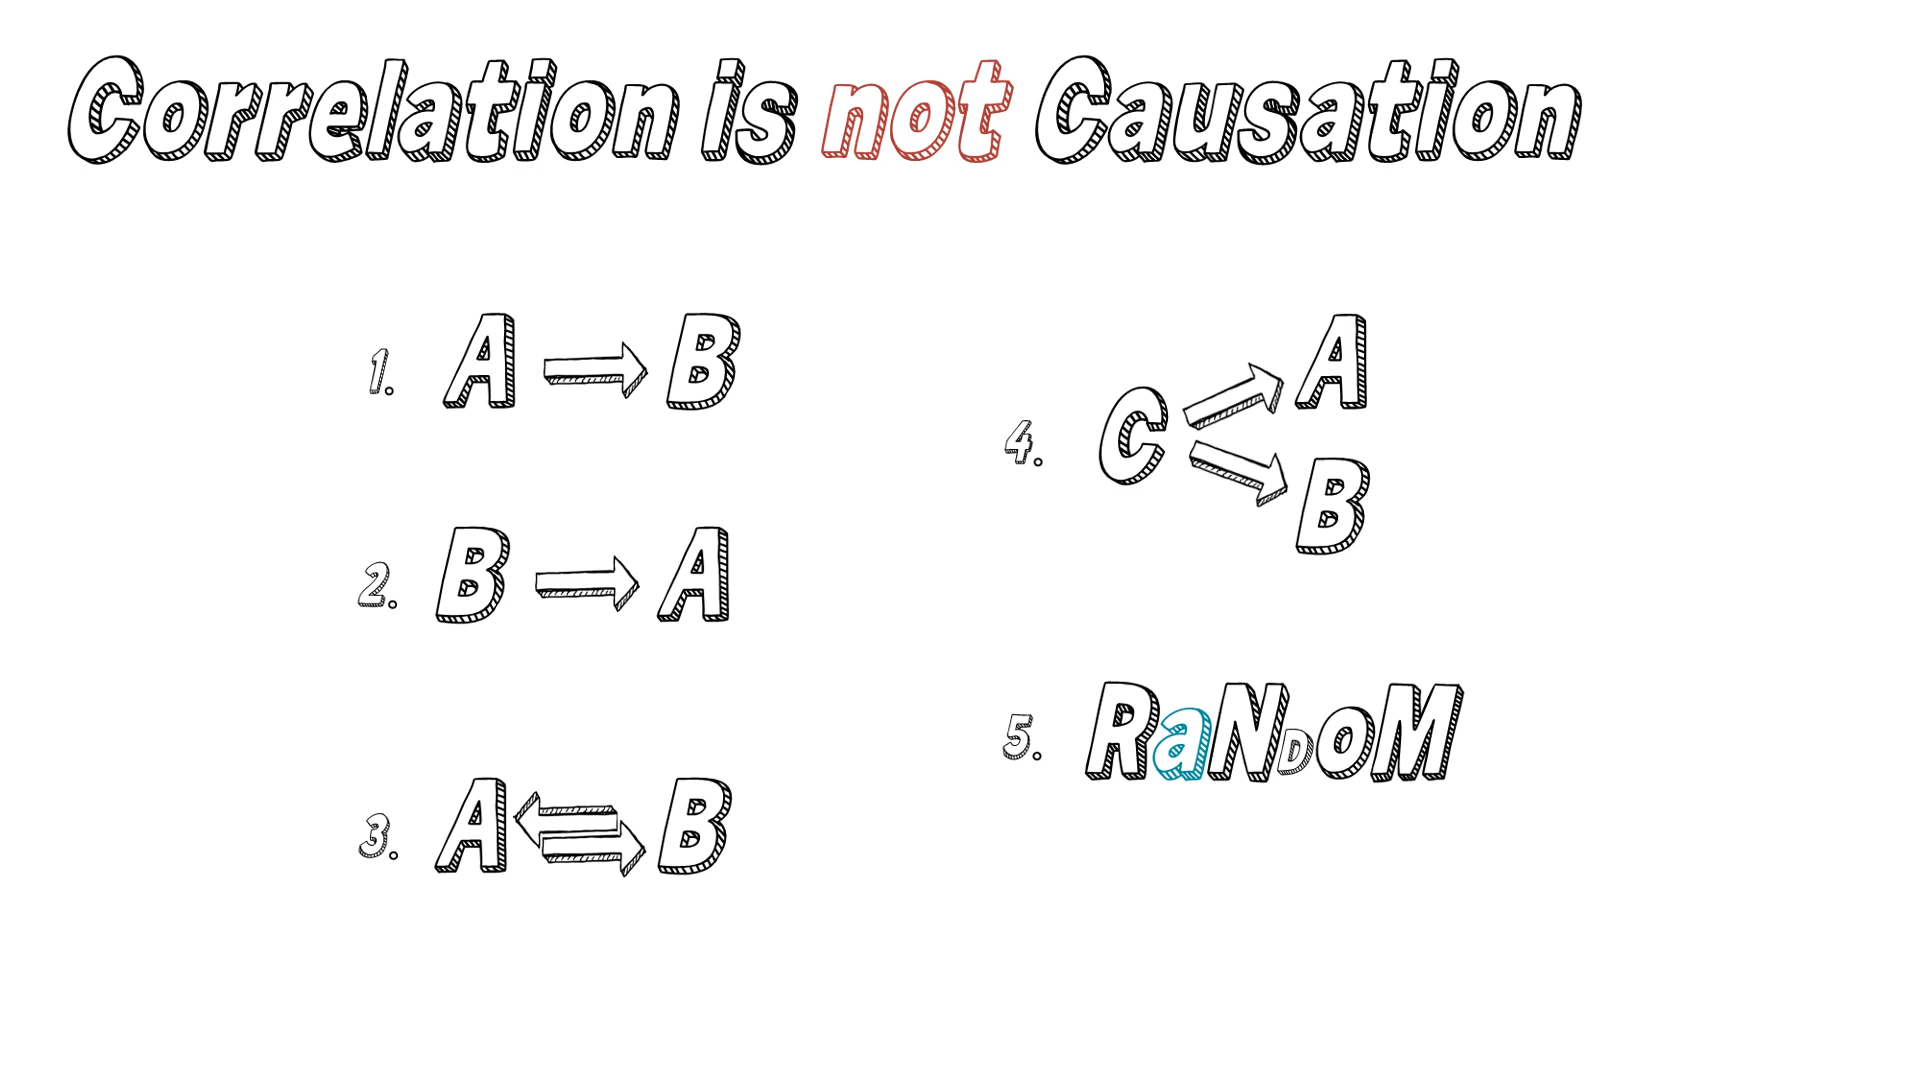 Correlation is not Causation
1. A B
2. B A
3. A B
4. C A B
5. RaNDoM